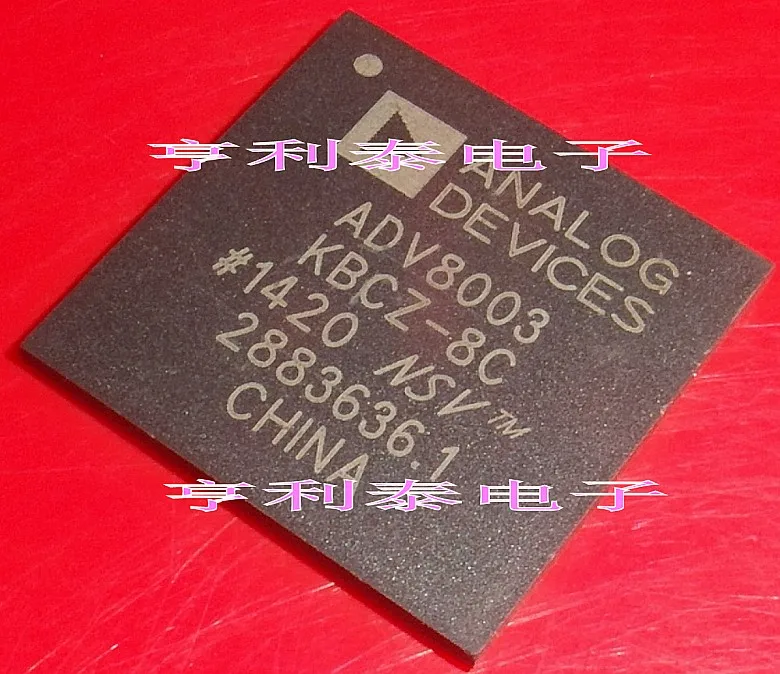 亨利泰电子
ANALOG
DEVICES
ADV8003
KBCZ-8C
#1420 NSV™
2883636.1
CHINA
亨利泰电子